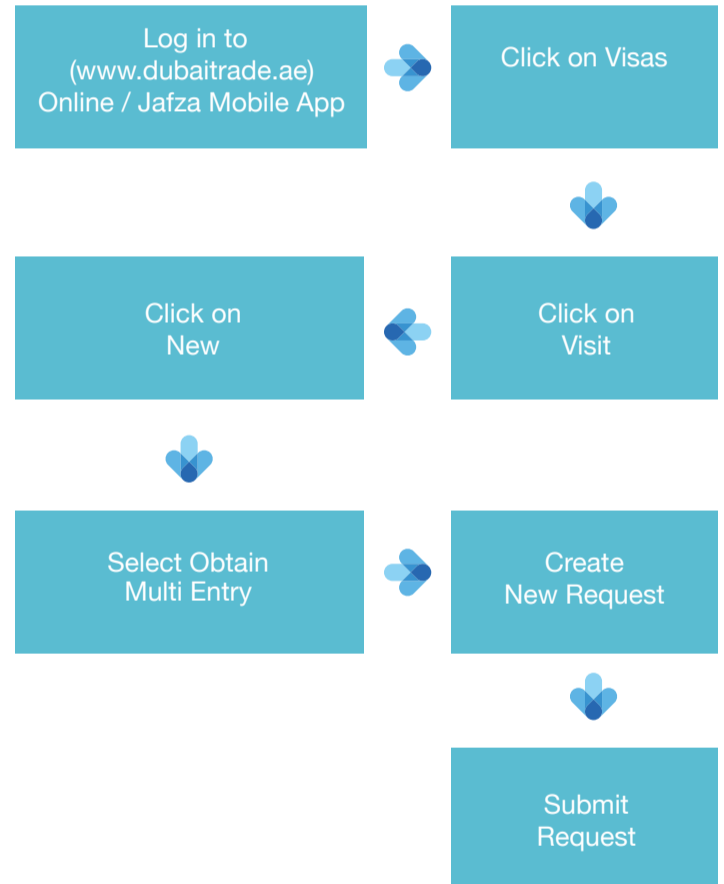 Log in to
(www.dubaitrade.ae)
Online / Jafza Mobile App
Click on Visas
Click on
Visit
Click on
New
Select Obtain
Multi Entry
Create
New Request
Submit
Request